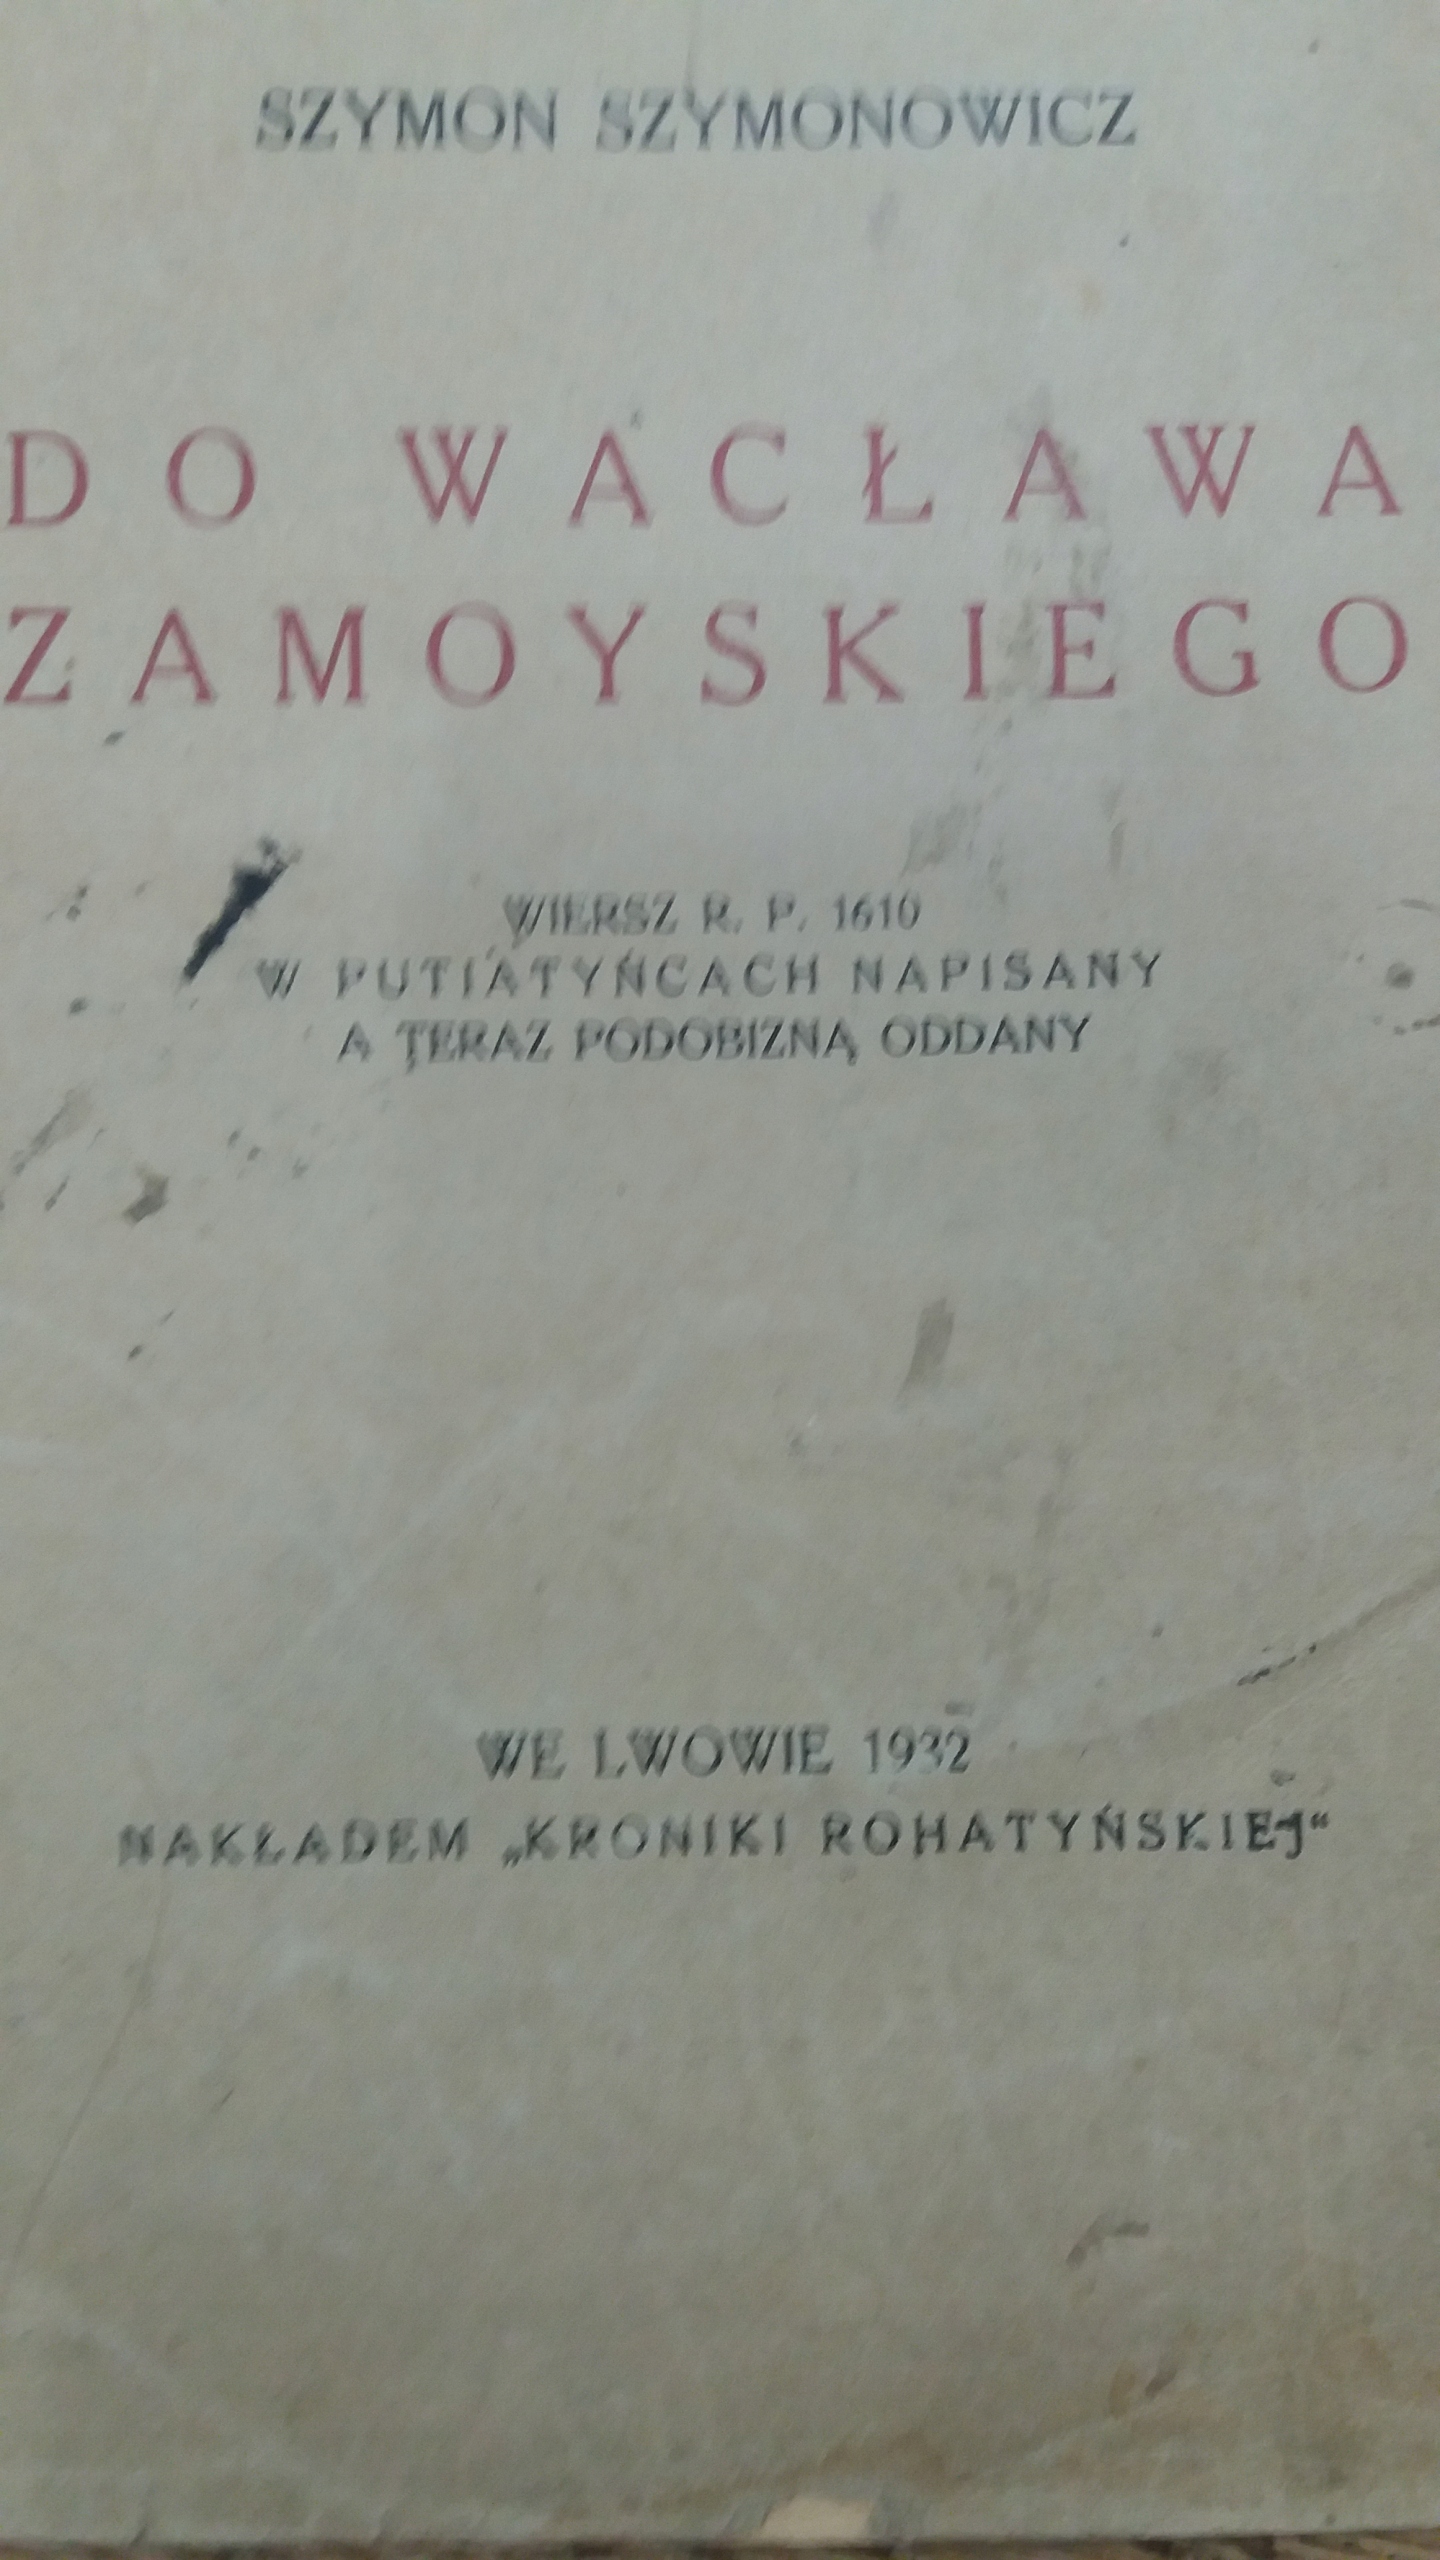 SZYMON SZYMONOWICZ
DO WACŁAWA
ZAMOYSKIEGO
WIERSZ R. P. 1610
W PUTIATYŃCACH NAPISANY
A TERAZ PODOBIZNĄ ODDANY
WE LWOWIE 1932
NAKŁADEM „KRONIKI ROHATYŃSKIEJ“